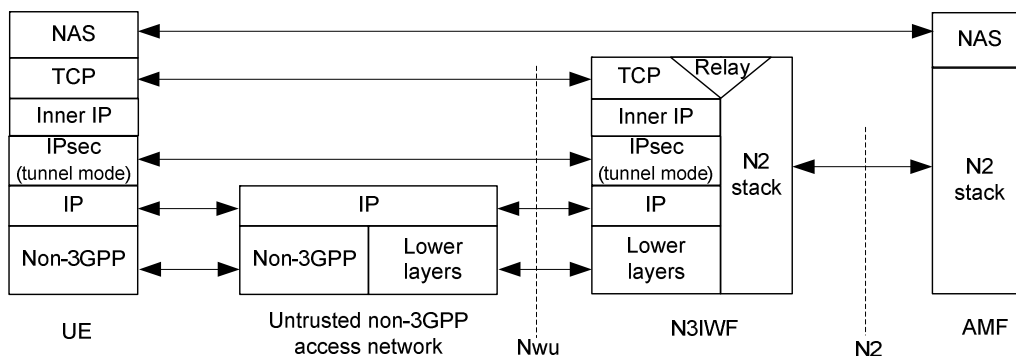 NAS
TCP
Inner IP
IPsec
(tunnel mode)
IP
Non-3GPP
UE
IP
Non-3GPP
Lower
layers
Untrusted non-3GPP
access network
Nwu
TCP
Relay
Inner IP
IPsec
(tunnel mode)
IP
Lower
layers
N2
stack
N3IWF
N2
NAS
N2
stack
AMF